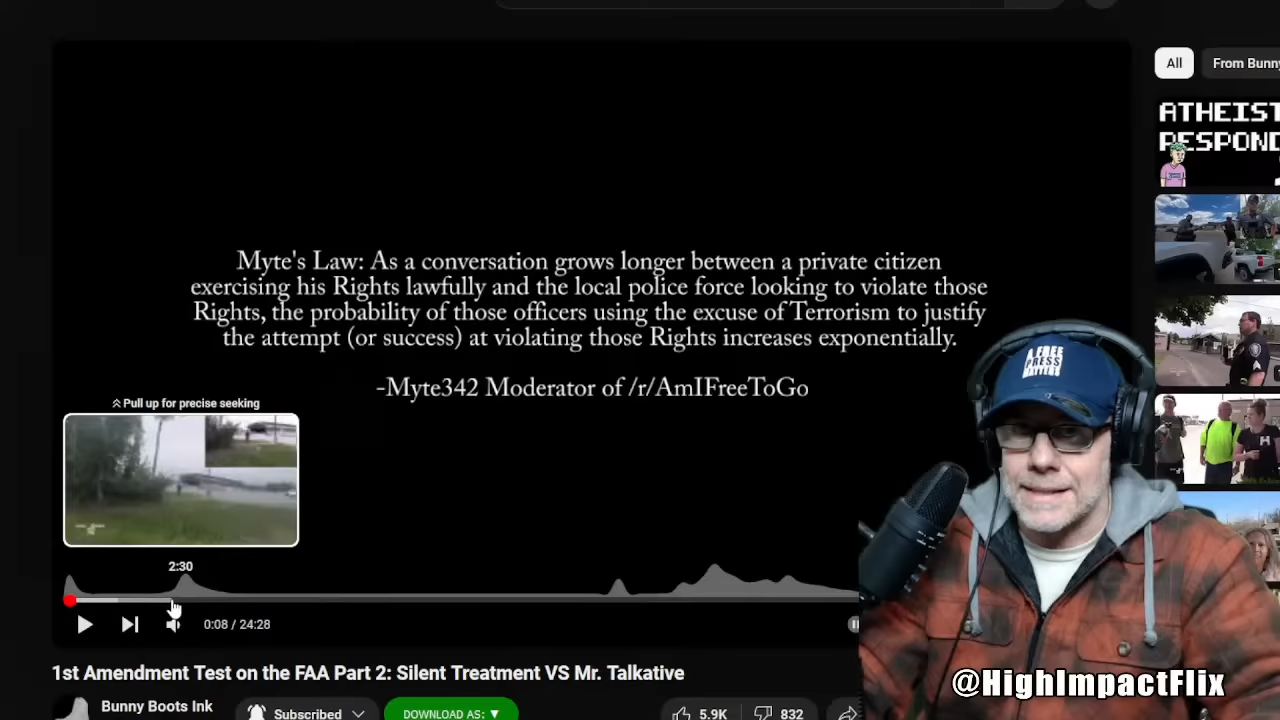 All
From Bunny
ATHEIST
RESPOND
Myte's Law: As a conversation grows longer between a private citizen
exercising his Rights lawfully and the local police force looking to violate those
Rights, the probability of those officers using the excuse of Terrorism to justify
the attempt (or success) at violating those Rights increases exponentially.
-Myte342 Moderator of /r/AmIFreeToGo
A FREE
PRESS
MATTERS
Pull up for precise seeking
2:30
0:08 / 24:28
1st Amendment Test on the FAA Part 2: Silent Treatment VS Mr. Talkative
Bunny Boots Ink
Subscribed
DOWNLOAD AS: ▼
5.9K
832
@HighImpactFlix